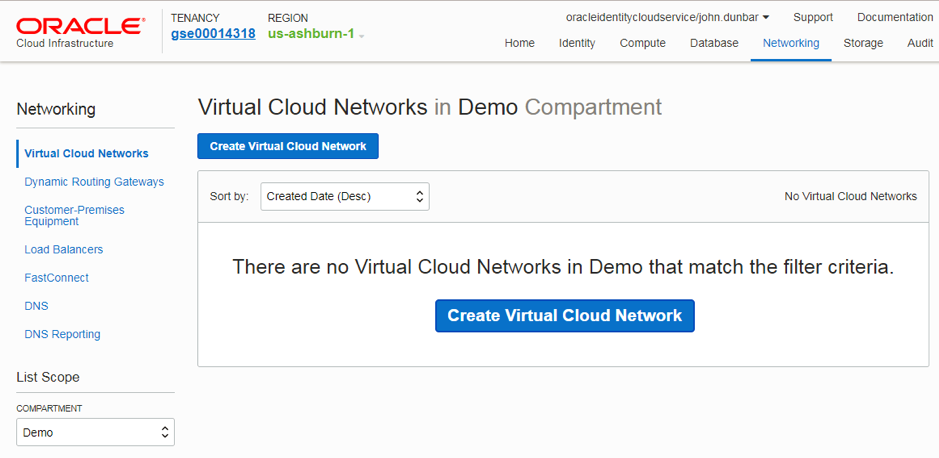 ORACLE®
Cloud Infrastructure
TENANCY
gse00014318
REGION
us-ashburn-1
oracleidentitycloudservice/john.dunbar Support Documentation
Home Identity Compute Database Networking Storage Audit
Networking
Virtual Cloud Networks
Dynamic Routing Gateways
Customer-Premises
Equipment
Load Balancers
FastConnect
DNS
DNS Reporting
List Scope
COMPARTMENT
Demo
Virtual Cloud Networks in Demo Compartment
Create Virtual Cloud Network
Sort by: Created Date (Desc) No Virtual Cloud Networks
There are no Virtual Cloud Networks in Demo that match the filter criteria.
Create Virtual Cloud Network